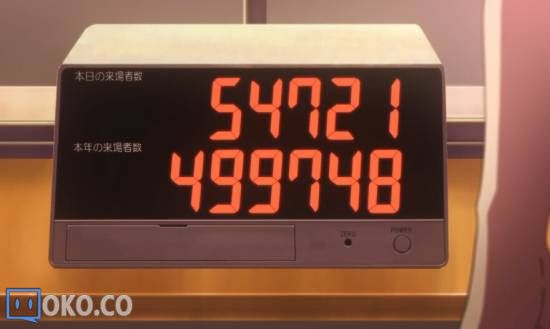 本日の来場者数
54721
本年の来場者数
499748
ZERO
POWER
OKO.CO